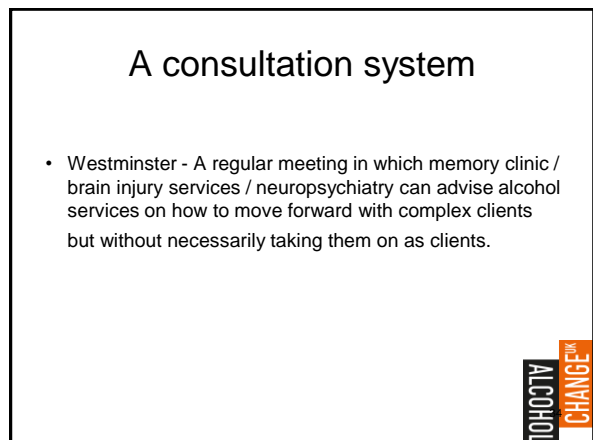 A consultation system
• Westminster - A regular meeting in which memory clinic /
brain injury services / neuropsychiatry can advise alcohol
services on how to move forward with complex clients
but without necessarily taking them on as clients.
ALCOHOL
CHANGE UK